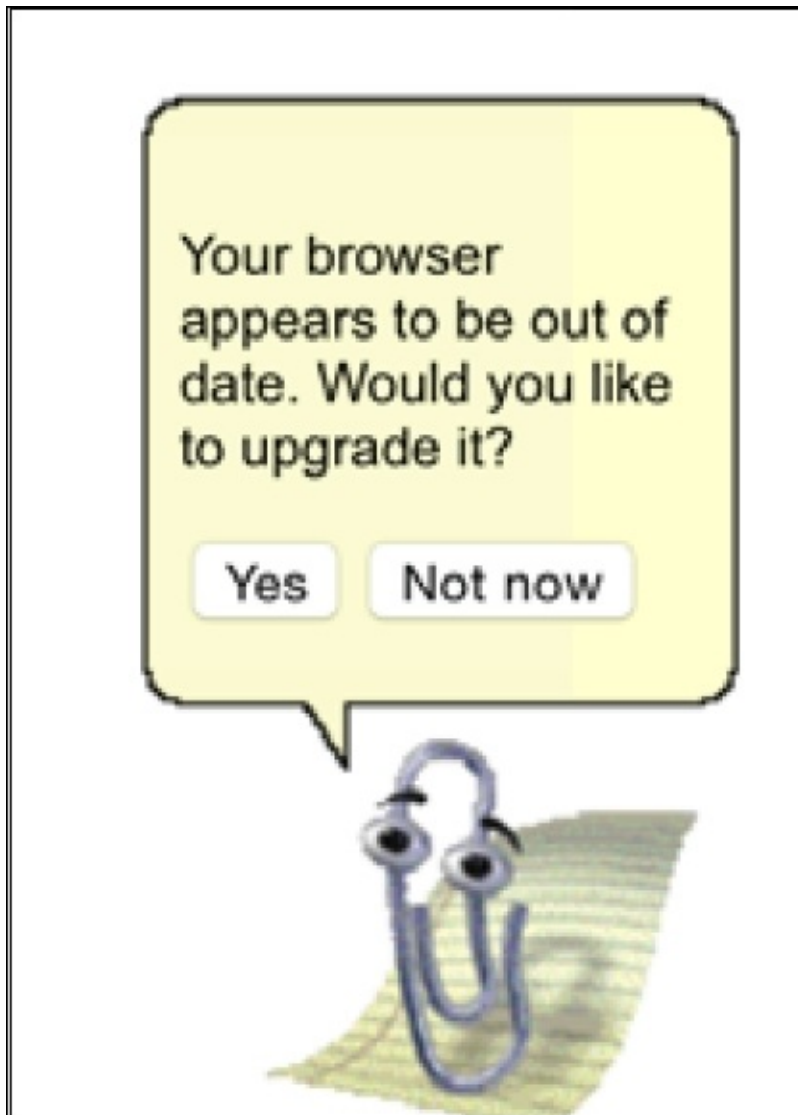 Your browser
appears to be out of
date. Would you like
to upgrade it?
Yes Not now